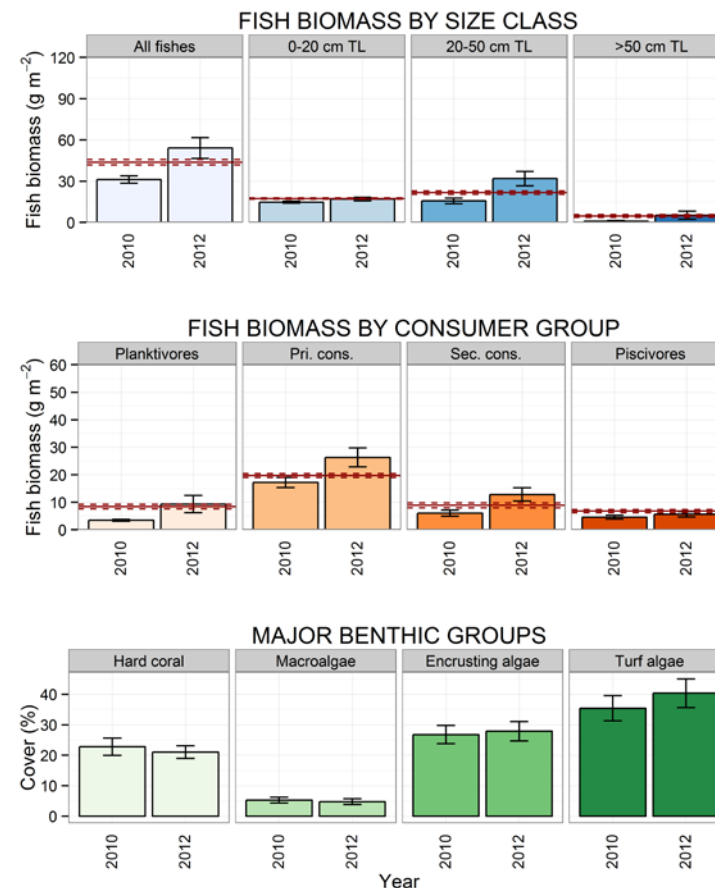 FISH BIOMASS BY SIZE CLASS
All fishes 0-20 cm TL 20-50 cm TL >50 cm TL
Fish biomass (g m−2)
120
90
60
30
0
2010 2012 2010 2012 2010 2012 2010 2012
FISH BIOMASS BY CONSUMER GROUP
Planktivores Pri. cons. Sec. cons. Piscivores
Fish biomass (g m−2)
60
50
40
30
20
10
0
2010 2012 2010 2012 2010 2012 2010 2012
MAJOR BENTHIC GROUPS
Hard coral Macroalgae Encrusting algae Turf algae
Cover (%)
40
30
20
10
0
2010 2012 2010 2012 2010 2012 2010 2012
Year